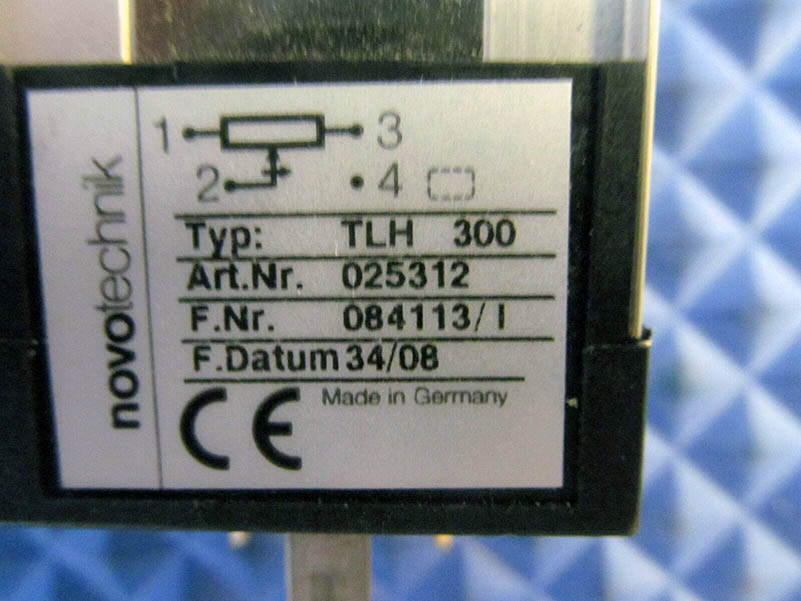 novotechnik
1 3
2 4
Typ: TLH 300
Art.Nr. 025312
F.Nr. 084113/ I
F.Datum 34/08
CE Made in Germany